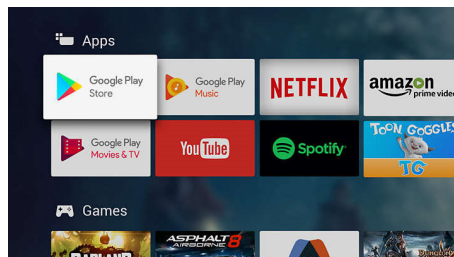 Apps
Google Play
Store
Google Play
Music
NETFLIX
amazon
prime video
Google Play
Movies & TV
YouTube
Spotify
TOON GOGGLES
TG
Games
BADLAND
ASPHALT 8
AIRBORNE